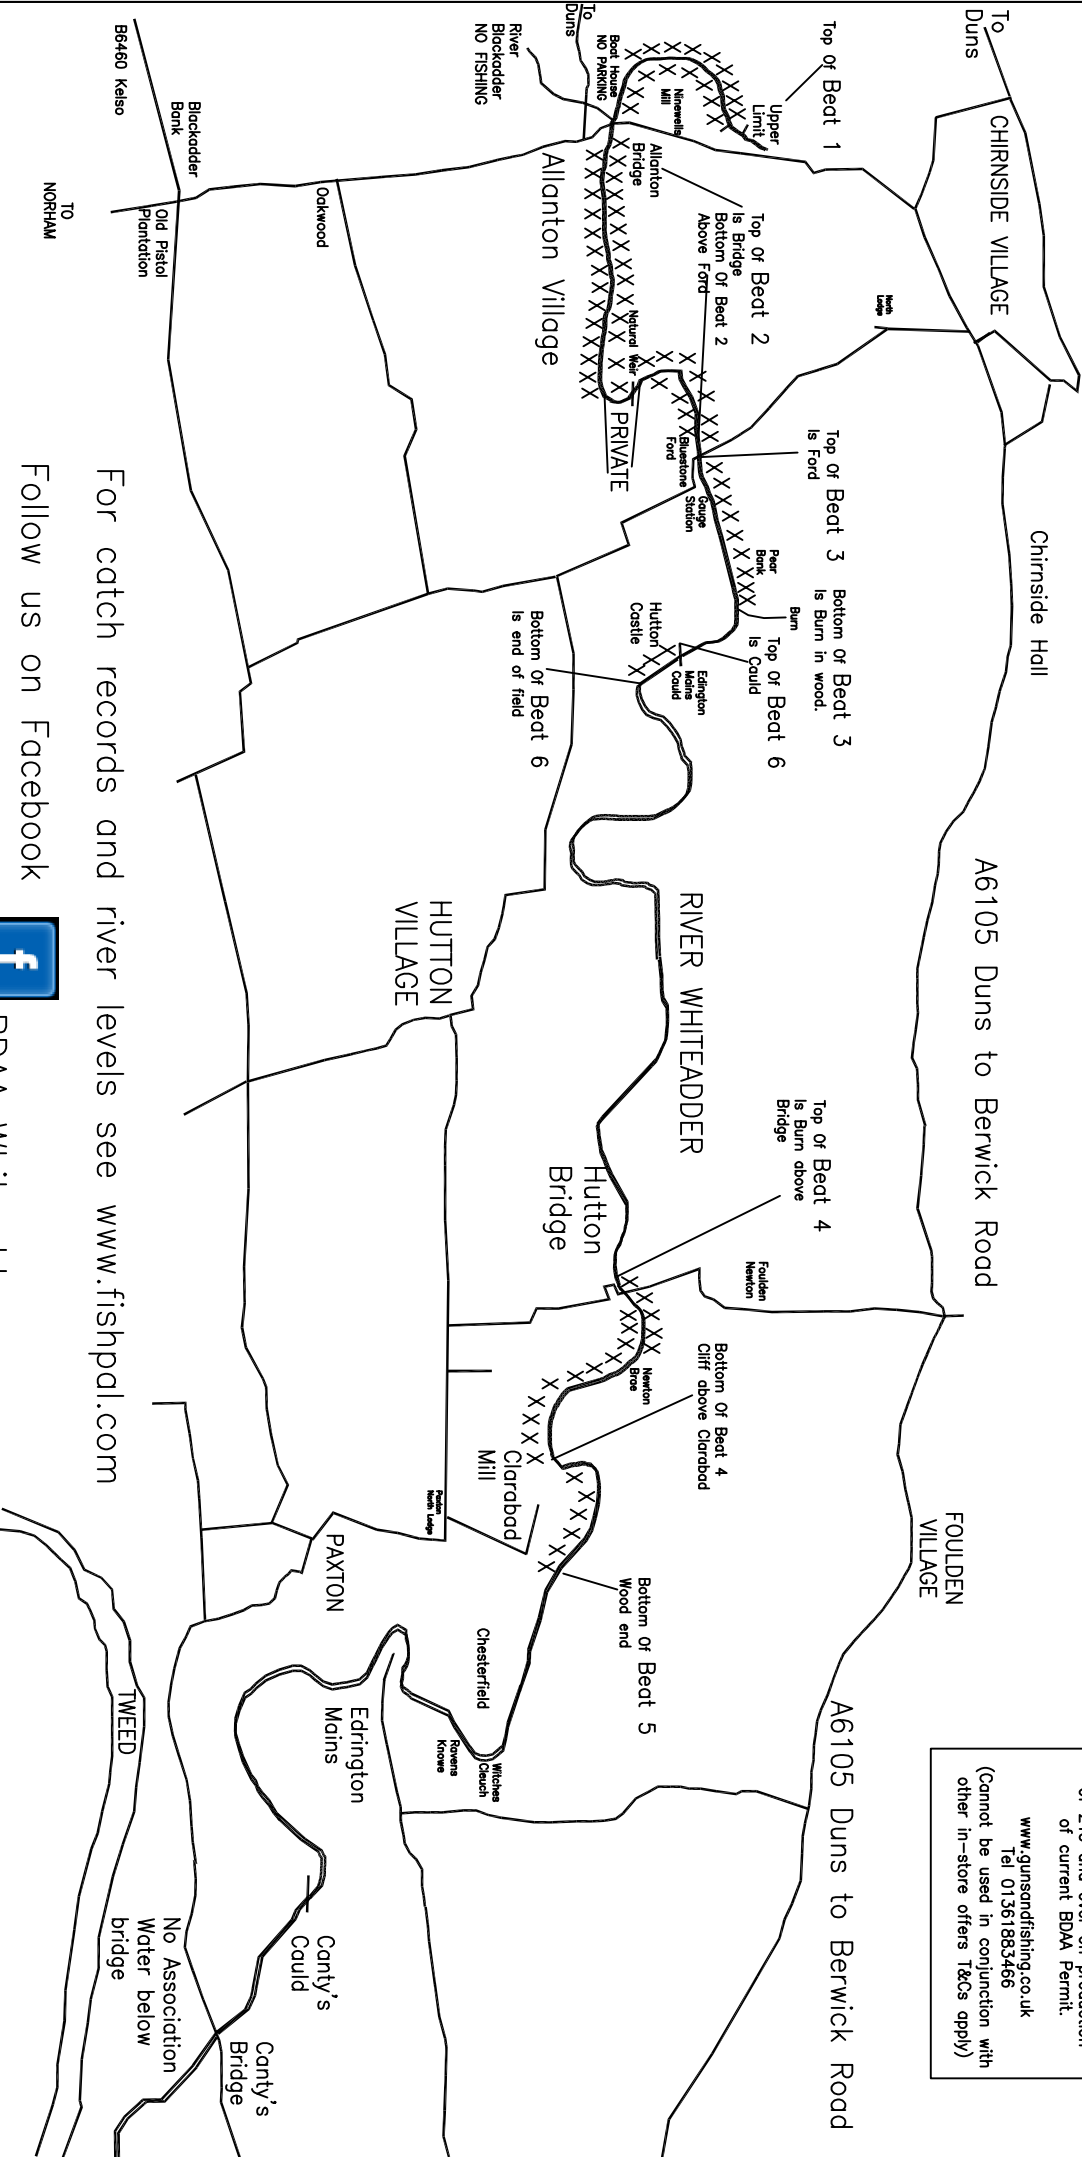 To
Duns
CHIRNSIDE VILLAGE
Chirnside Hall
A6105 Duns to Berwick Road
FOULDEN
VILLAGE
A6105 Duns to Berwick Road
of current BDAA Permit.
www.gunsandfishing.co.uk
Tel 01361883466
(Cannot be used in conjunction with
other in-store offers T&Cs apply)
Top Of Beat 1
Upper
Limit
North
Lodge
Top Of Beat 2
Is Bridge
Bottom Of Beat 2
Above Ford
Top Of Beat 3
Is Ford
Bottom Of Beat 3
Is Burn in wood.
Burn
Top Of Beat 6
Is Cauld
Pear
Bank
Edington
Mains
Cauld
Gauge
Station
Bluestone
Ford
Ninewells
Mill
Allanton
Bridge
Natural Weir
PRIVATE
Hutton
Castle
RIVER WHITEADDER
Top Of Beat 4
Is Burn above
Bridge
Foulden
Newton
Bottom Of Beat 4
Cliff above Clarabad
Newton
Brae
Bottom Of Beat 5
Wood end
To
Duns
Boat House
NO PARKING
River
Blackadder
NO FISHING
Allanton Village
Bottom Of Beat 6
Is end of field
Hutton
Bridge
Clarabad
Mill
Chesterfield
Witches
Cleuch
Ravens
Knowe
HUTTON
VILLAGE
Paxton
North Lodge
PAXTON
Edrington
Mains
Canty's
Cauld
Canty's
Bridge
No Association
Water below
bridge
TWEED
Oakwood
Blackadder
Bank
Old Pistol
Plantation
B6460 Kelso
TO
NORHAM
For catch records and river levels see www.fishpal.com
Follow us on Facebook
f